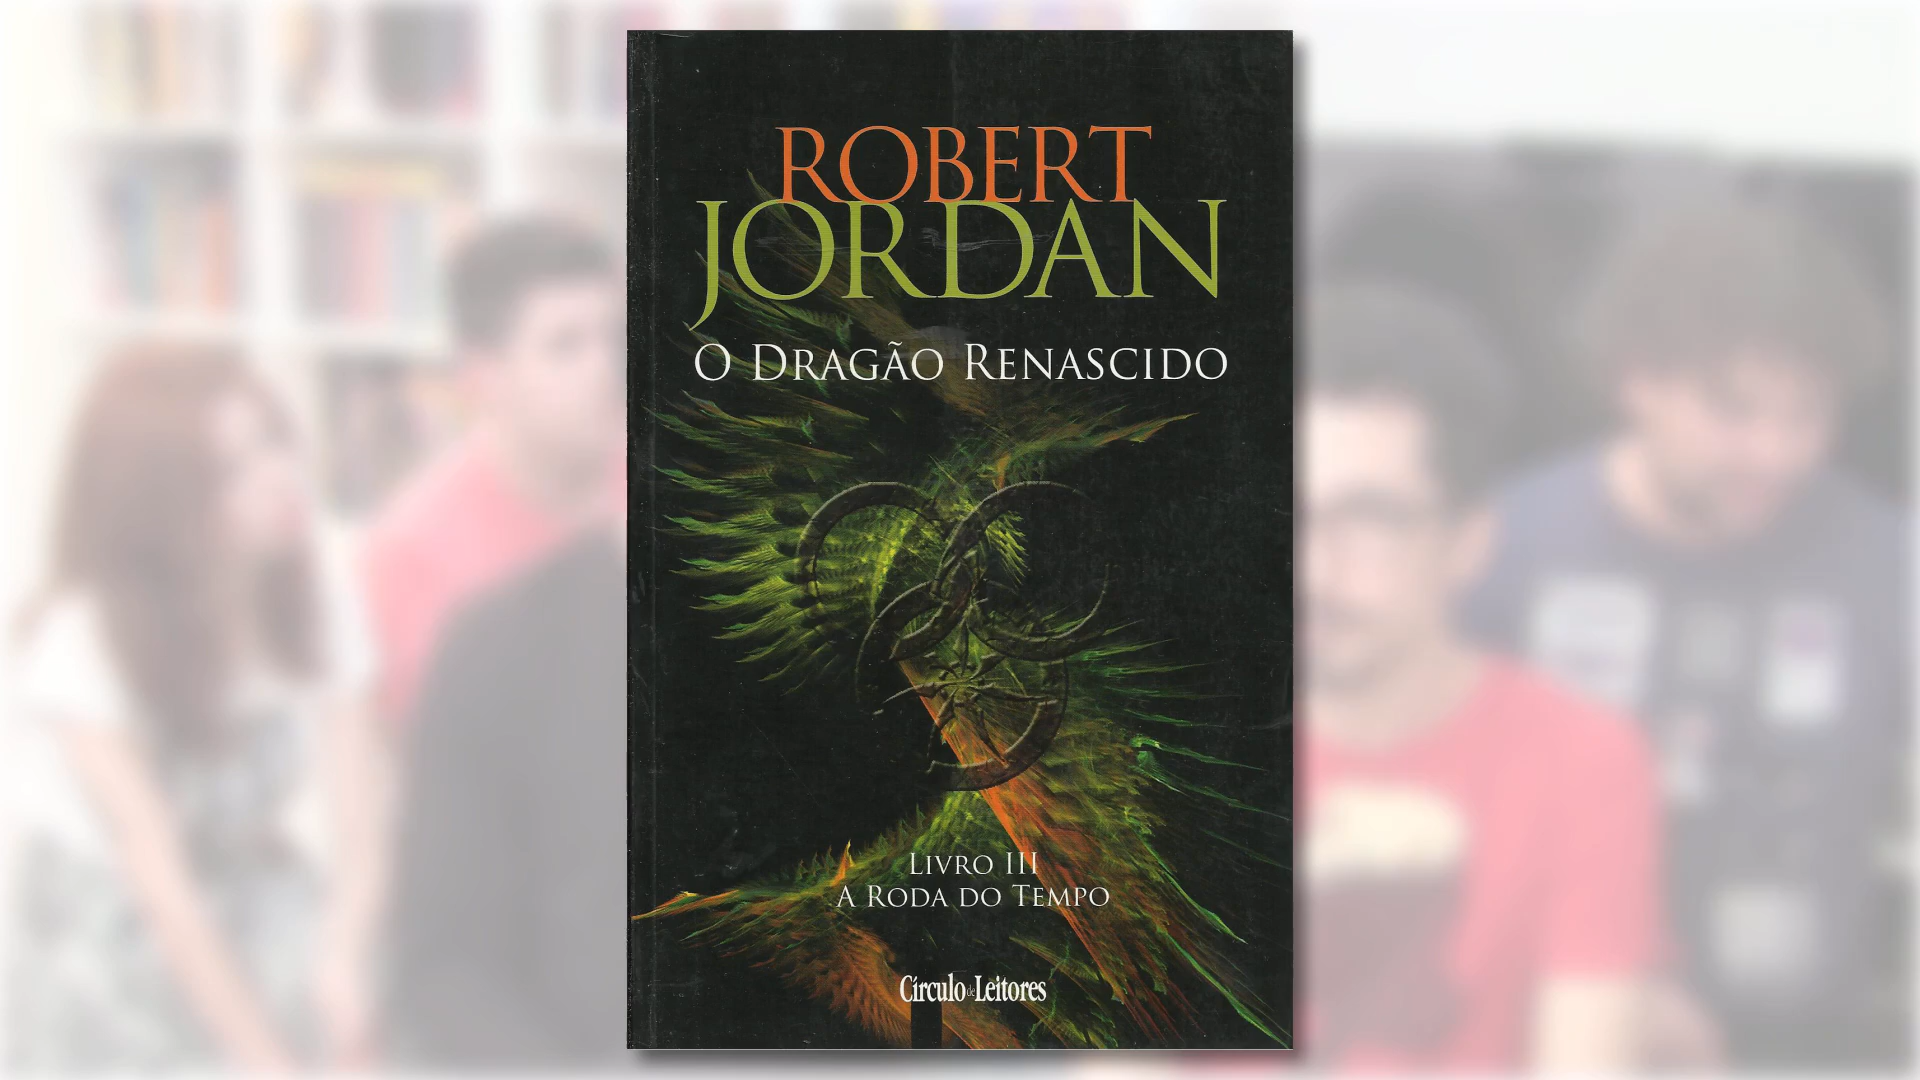 ROBERT
JORDAN
O DRAGÃO RENASCIDO
LIVRO III
A RODA DO TEMPO
Círculo de Leitores